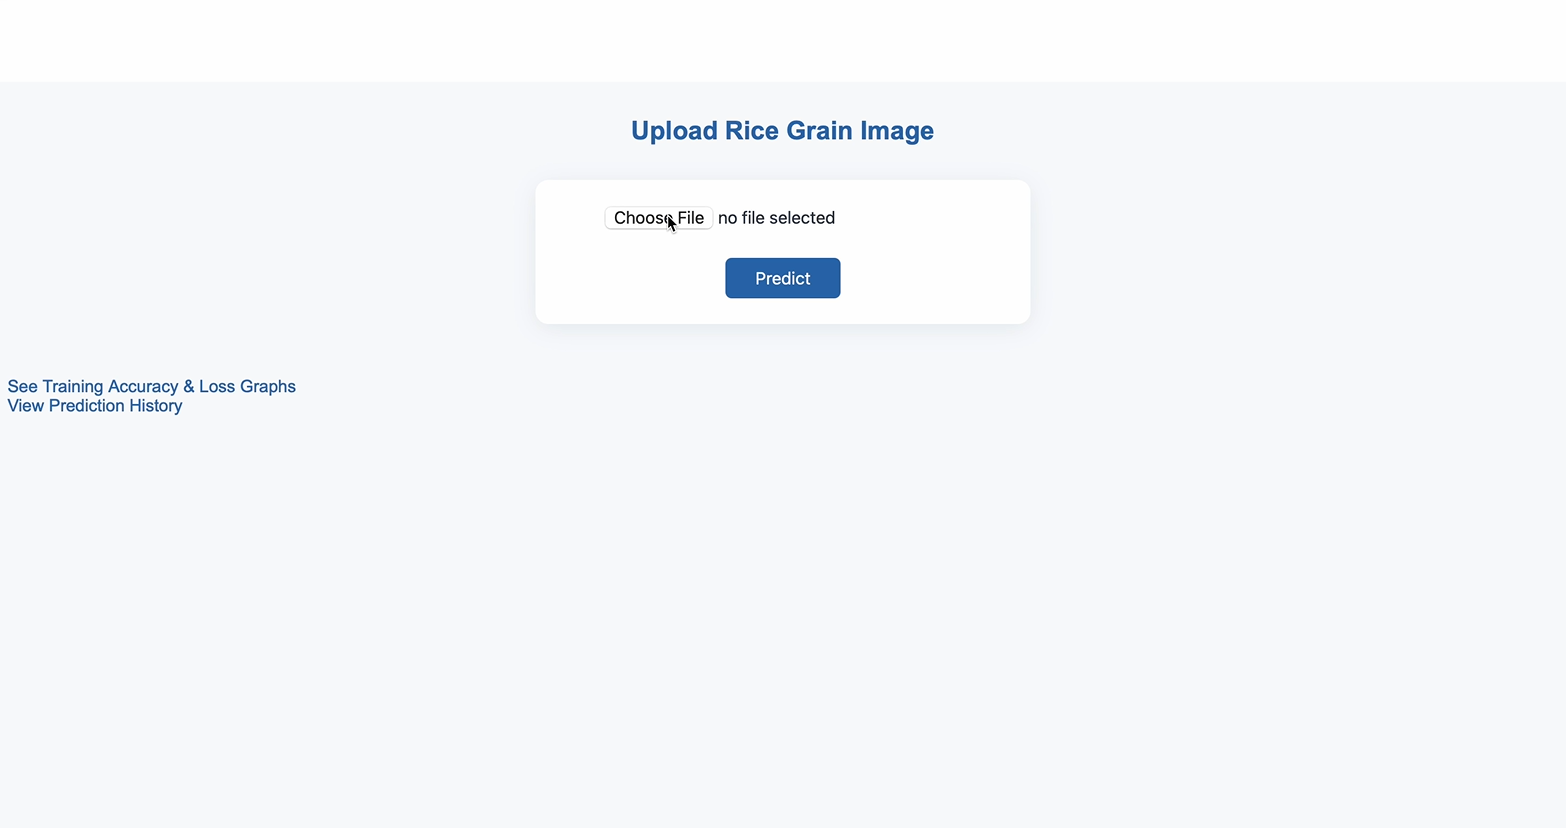 Upload Rice Grain Image
Choose File no file selected
Predict
See Training Accuracy & Loss Graphs
View Prediction History